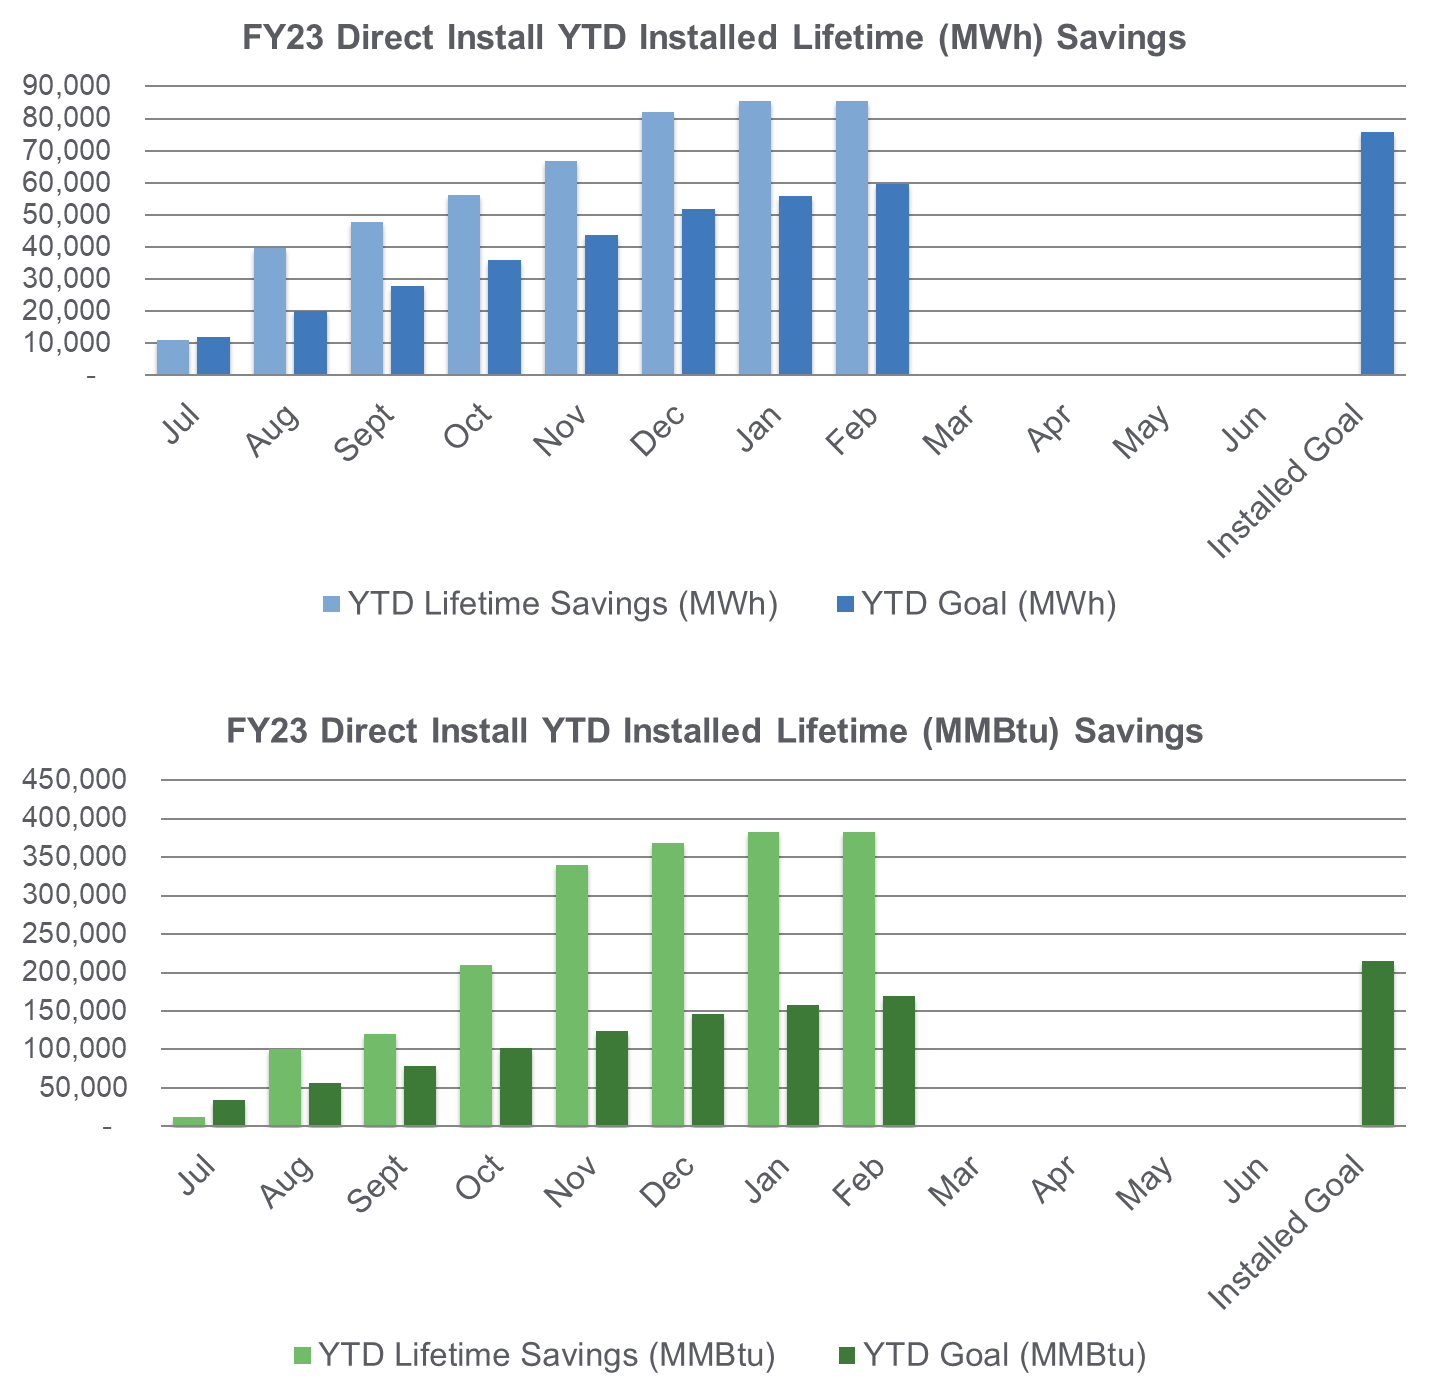 FY23 Direct Install YTD Installed Lifetime (MWh) Savings
90,000
80,000
70,000
60,000
50,000
40,000
30,000
20,000
10,000
-
Jul
Aug
Sept
Oct
Nov
Dec
Jan
Feb
Mar
Apr
May
Jun
Installed Goal
YTD Lifetime Savings (MWh) YTD Goal (MWh)
FY23 Direct Install YTD Installed Lifetime (MMBtu) Savings
450,000
400,000
350,000
300,000
250,000
200,000
150,000
100,000
50,000
-
Jul
Aug
Sept
Oct
Nov
Dec
Jan
Feb
Mar
Apr
May
Jun
Installed Goal
YTD Lifetime Savings (MMBtu) YTD Goal (MMBtu)